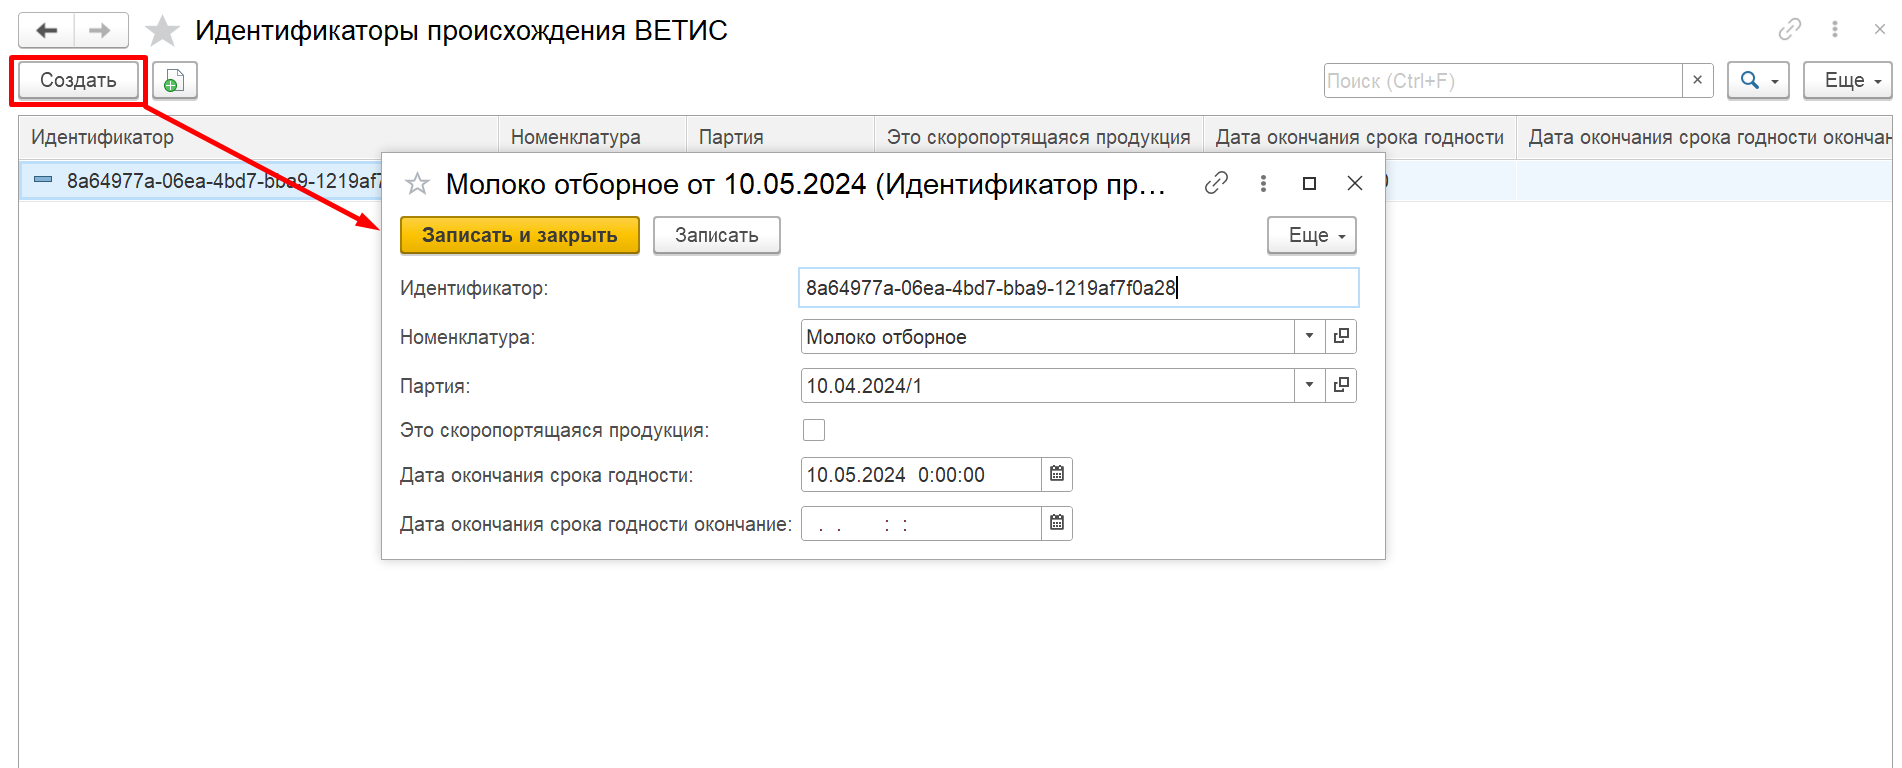 Идентификаторы происхождения ВЕТИС
Создать
Поиск (Ctrl+F)
×
Еще
Идентификатор Номенклатура Партия Это скоропортящаяся продукция Дата окончания срока годности Дата окончания срока годности окончан
8a64977a-06ea-4bd7-bba9-1219af7
Молоко отборное от 10.05.2024 (Идентификатор пр...
Записать и закрыть Записать Еще
Идентификатор: 8a64977a-06ea-4bd7-bba9-1219af7f0a28
Номенклатура: Молоко отборное
Партия: 10.04.2024/1
Это скоропортящаяся продукция:
Дата окончания срока годности: 10.05.2024 0:00:00
Дата окончания срока годности окончание: . . : :